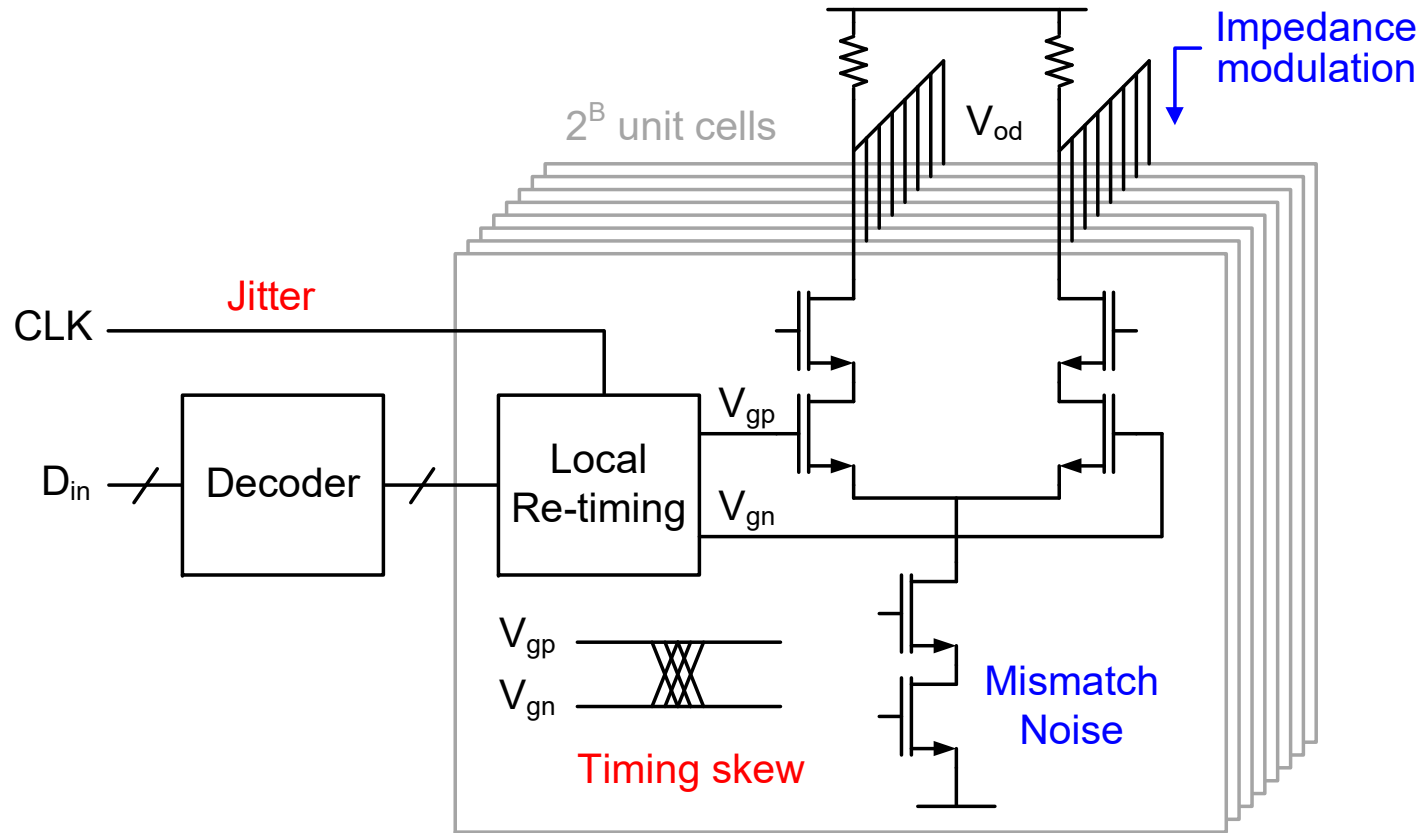 Impedance
modulation
2^B unit cells
V_od
Jitter
CLK
V_gp
D_in
Decoder
Local
Re-timing
V_gn
V_gp
V_gn
Timing skew
Mismatch
Noise